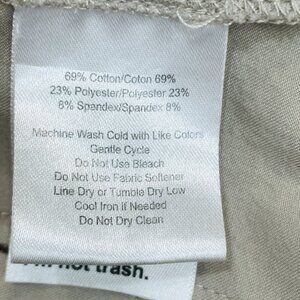 69% Cotton/Coton 69%
23% Polyester/Polyester 23%
8% Spandex/Spandex 8%
Machine Wash Cold with Like Colors
Gentle Cycle
Do Not Use Bleach
Do Not Use Fabric Softener
Line Dry or Tumble Dry Low
Cool Iron if Needed
Do Not Dry Clean
not trash.